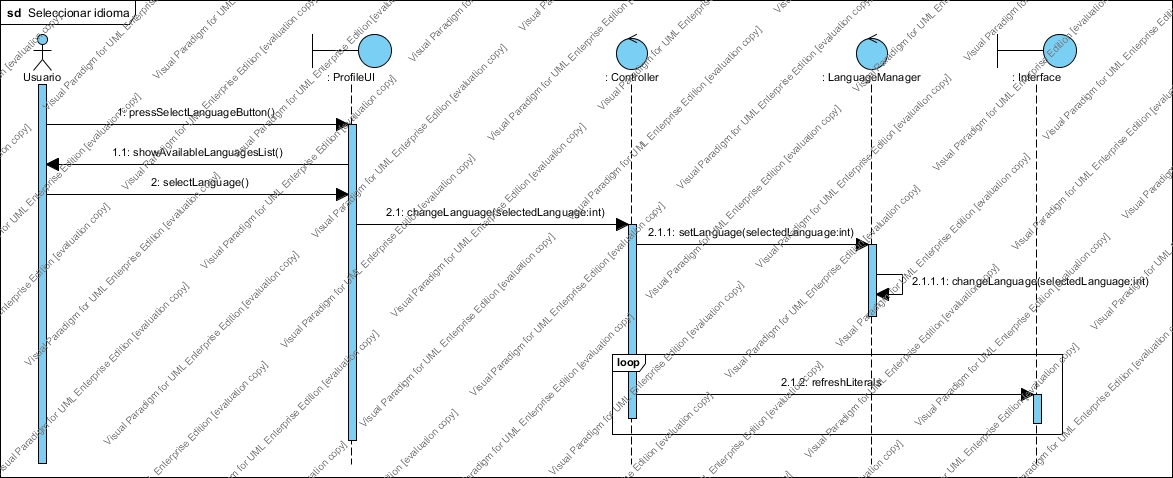 sd Seleccionar idioma
Usuario
: ProfileUI
: Controller
: LanguageManager
: Interface
1: pressSelectLanguageButton()
1.1: showAvailableLanguagesList()
2: selectLanguage()
2.1: changeLanguage(selectedLanguage:int)
2.1.1: setLanguage(selectedLanguage:int)
2.1.1.1: changeLanguage(selectedLanguage:int)
loop
2.1.2: refreshLiterals
Visual Paradigm for UML Enterprise Edition [evaluation copy]